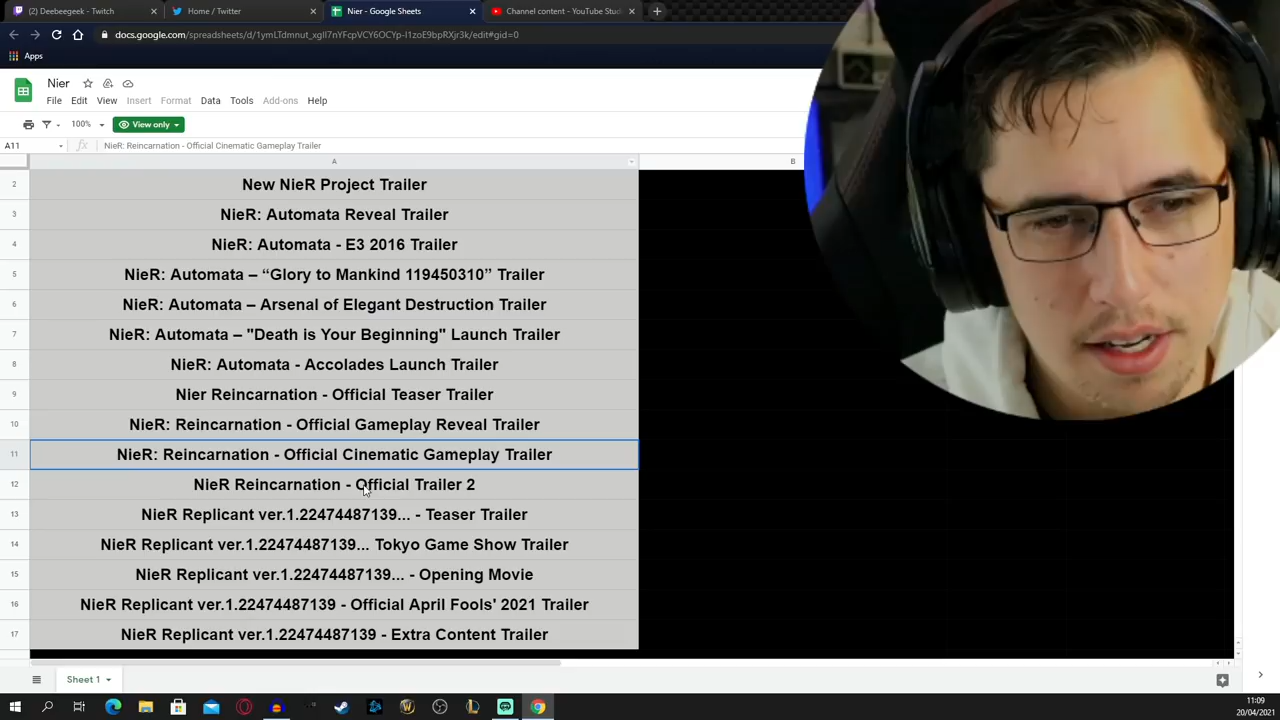 (2) Deebeegek - Twitch
Home / Twitter
Nier - Google Sheets
Channel content - YouTube Stu
docs.google.com/spreadsheets/d/
/edit#gid=0
Apps
Nier
File Edit View Insert Format Data Tools Add-ons Help
100% View only
A11 fx NieR: Reincarnation - Official Cinematic Gameplay Trailer
A B
2 New NieR Project Trailer
3 NieR: Automata Reveal Trailer
4 NieR: Automata - E3 2016 Trailer
5 NieR: Automata – “Glory to Mankind 119450310” Trailer
6 NieR: Automata – Arsenal of Elegant Destruction Trailer
7 NieR: Automata – "Death is Your Beginning" Launch Trailer
8 NieR: Automata - Accolades Launch Trailer
9 Nier Reincarnation - Official Teaser Trailer
10 NieR: Reincarnation - Official Gameplay Reveal Trailer
11 NieR: Reincarnation - Official Cinematic Gameplay Trailer
12 NieR Reincarnation - Official Trailer 2
13 NieR Replicant ver.1.22474487139... - Teaser Trailer
14 NieR Replicant ver.1.22474487139... Tokyo Game Show Trailer
15 NieR Replicant ver.1.22474487139... - Opening Movie
16 NieR Replicant ver.1.22474487139 - Official April Fools' 2021 Trailer
17 NieR Replicant ver.1.22474487139 - Extra Content Trailer
Sheet 1
11:09
20/04/2021